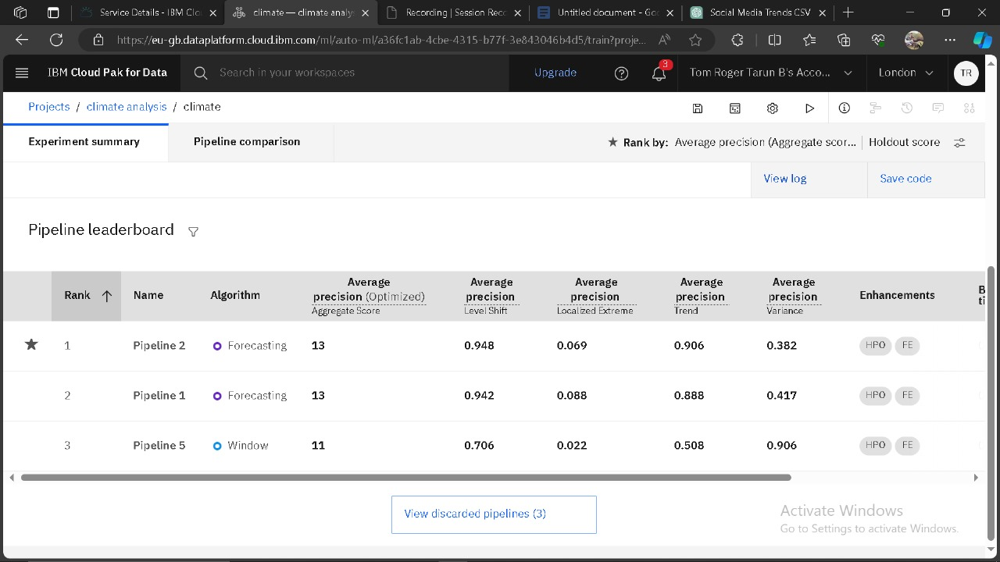 Service Details - IBM Clo
climate — climate analy
Recording | Session Rec
Untitled document - Go
Social Media Trends CSV
https://eu-gb.dataplatform.cloud.ibm.com/ml/auto-ml/a36fc1ab-4cbe-4315-b77f-3e843046b4d5/train?proje...
IBM Cloud Pak for Data
Search in your workspaces
Upgrade
3
Tom Roger Tarun B's Acco...
London
TR
Projects / climate analysis / climate
Experiment summary
Pipeline comparison
★ Rank by: Average precision (Aggregate scor... | Holdout score
View log
Save code
Pipeline leaderboard
Rank ↑ Name Algorithm Average precision (Optimized) Aggregate Score Average precision Level Shift Average precision Localized Extreme Average precision Trend Average precision Variance Enhancements B ti
★ 1 Pipeline 2 Forecasting 13 0.948 0.069 0.906 0.382 HPO FE
2 Pipeline 1 Forecasting 13 0.942 0.088 0.888 0.417 HPO FE
3 Pipeline 5 Window 11 0.706 0.022 0.508 0.906 HPO FE
View discarded pipelines (3)
Activate Windows
Go to Settings to activate Windows.